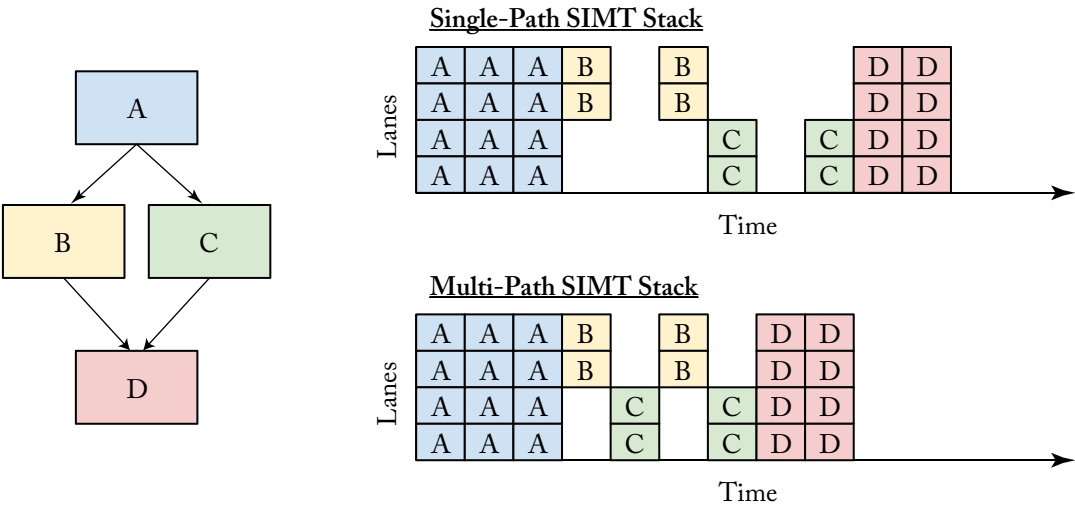 A
B C
D
Single-Path SIMT Stack
Lanes
A A A B B D D
A A A B B D D
A A A C C D D
A A A C C D D
Time
Multi-Path SIMT Stack
Lanes
A A A B B D D
A A A B B D D
A A A C C D D
A A A C C D D
Time